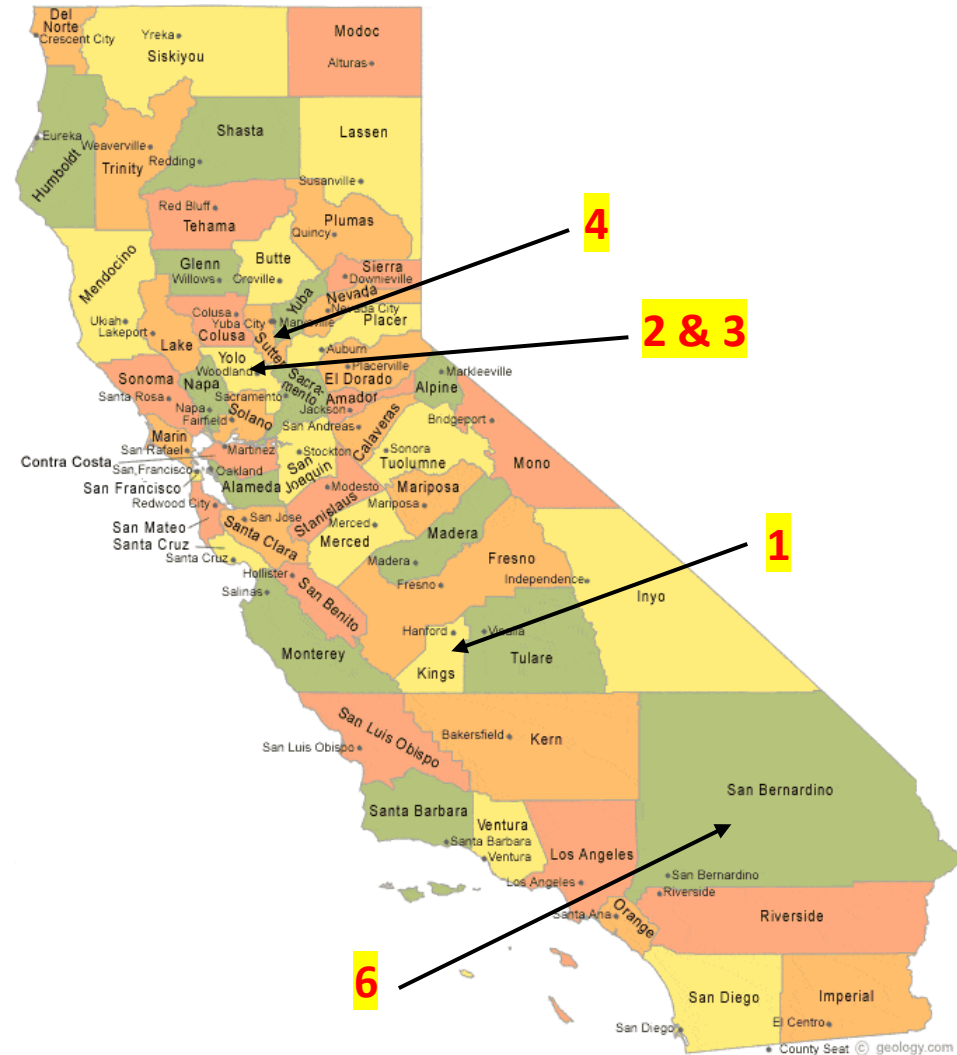 Del
Norte
Crescent City
Yreka
Siskiyou
Modoc
Alturas
Eureka
Humboldt
Weaverville
Trinity
Shasta
Redding
Lassen
Susanville
Red Bluff
Tehama
Plumas
Quincy
4
Mendocino
Glenn
Willows
Butte
Oroville
Sierra
Downieville
Yuba
Nevada
Nevada City
Ukiah
Lakeport
Lake
Colusa
Colusa
Yuba City
Marysville
Sutter
Placer
Auburn
2 & 3
Yolo
Woodland
Placerville
El Dorado
Sacra-
mento
Sacramento
Sonoma
Santa Rosa
Napa
Napa
Solano
Fairfield
Jackson
Amador
Alpine
Markleeville
San Andreas
Calaveras
Bridgeport
Marin
San Rafael
Martinez
Contra Costa
Stockton
San
Joaquin
Sonora
Tuolumne
Mono
San Francisco
San Francisco
Oakland
Alameda
Redwood City
San Mateo
San Jose
Santa Clara
Modesto
Stanislaus
Mariposa
Mariposa
Merced
Merced
Madera
Madera
1
Santa Cruz
Santa Cruz
Hollister
Salinas
San Benito
Fresno
Fresno
Independence
Inyo
Hanford
Visalia
Monterey
Kings
Tulare
San Luis Obispo
San Luis Obispo
Bakersfield
Kern
San Bernardino
Santa Barbara
Santa Barbara
Ventura
Ventura
Los Angeles
Los Angeles
San Bernardino
Riverside
Riverside
Santa Ana
Orange
6
San Diego
San Diego
Imperial
El Centro
County Seat © geology.com